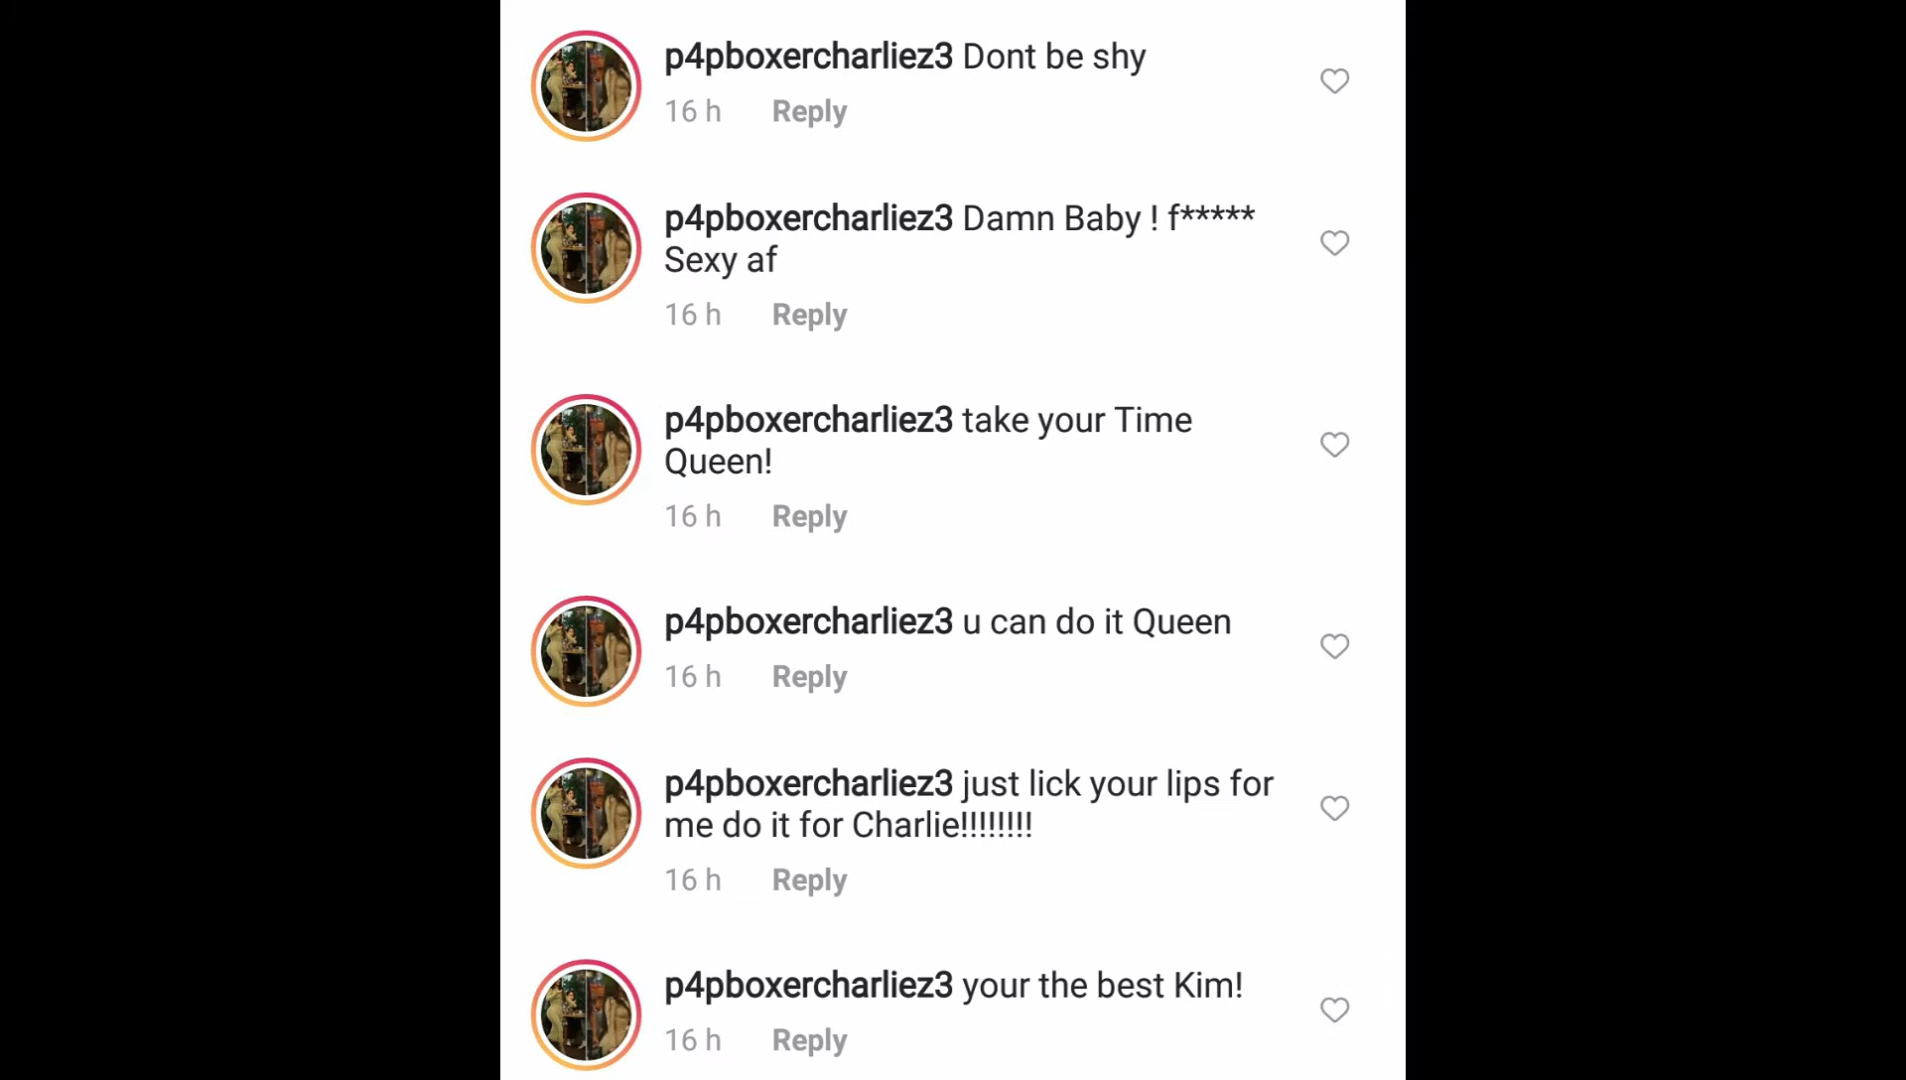 p4pboxercharliez3 Dont be shy
16 h Reply
p4pboxercharliez3 Damn Baby ! f*****
Sexy af
16 h Reply
p4pboxercharliez3 take your Time
Queen!
16 h Reply
p4pboxercharliez3 u can do it Queen
16 h Reply
p4pboxercharliez3 just lick your lips for
me do it for Charlie!!!!!!!!
16 h Reply
p4pboxercharliez3 your the best Kim!
16 h Reply